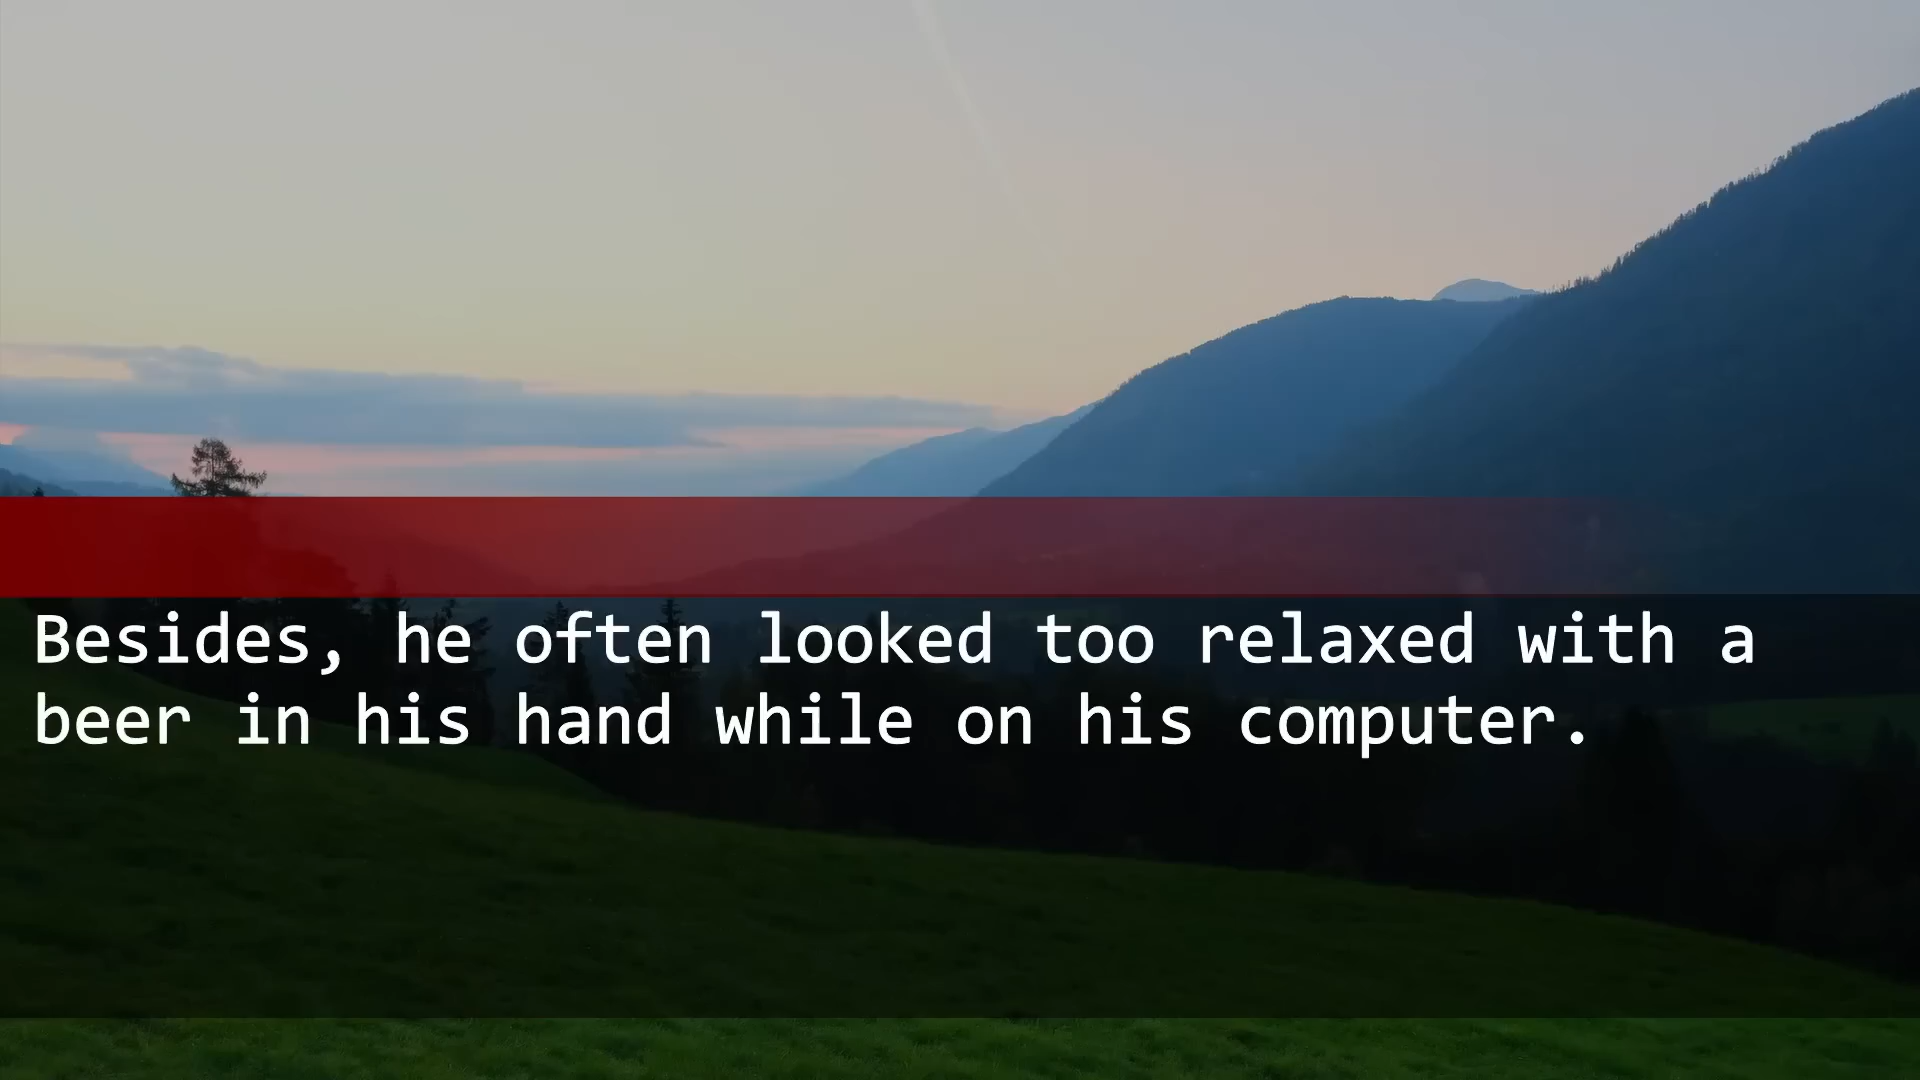 Besides, he often looked too relaxed with a
beer in his hand while on his computer.